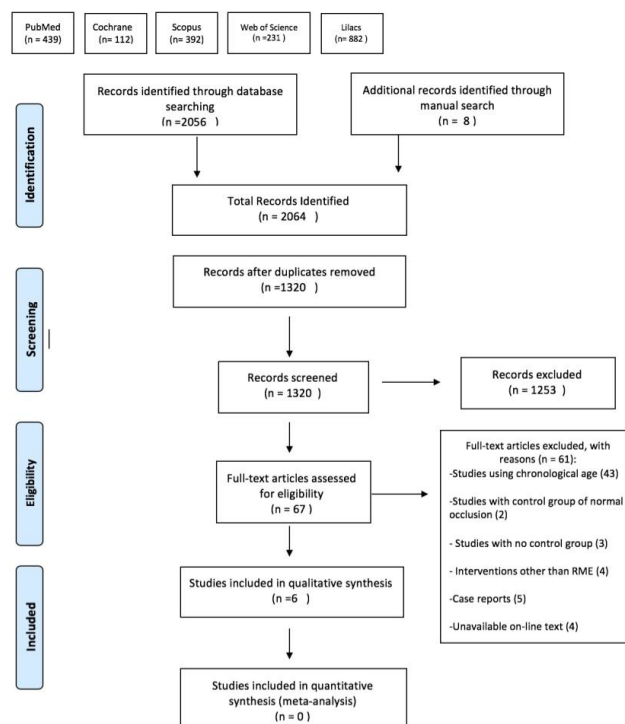 PubMed
(n = 439)
Cochrane
(n= 112)
Scopus
(n= 392)
Web of Science
(n =231 )
Lilacs
(n= 882)
Records identified through database
searching
(n =2056 )
Additional records identified through
manual search
(n = 8 )
Identification
Total Records Identified
(n = 2064 )
Records after duplicates removed
(n =1320 )
Screening
Records screened
(n = 1320 )
Records excluded
(n = 1253 )
Eligibility
Full-text articles assessed
for eligibility
(n = 67 )
Full-text articles excluded, with
reasons (n = 61):
-Studies using chronological age (43)
-Studies with control group of normal
occlusion (2)
- Studies with no control group (3)
- Interventions other than RME (4)
-Case reports (5)
-Unavailable on-line text (4)
Included
Studies included in qualitative synthesis
(n =6 )
Studies included in quantitative
synthesis (meta-analysis)
(n = 0 )